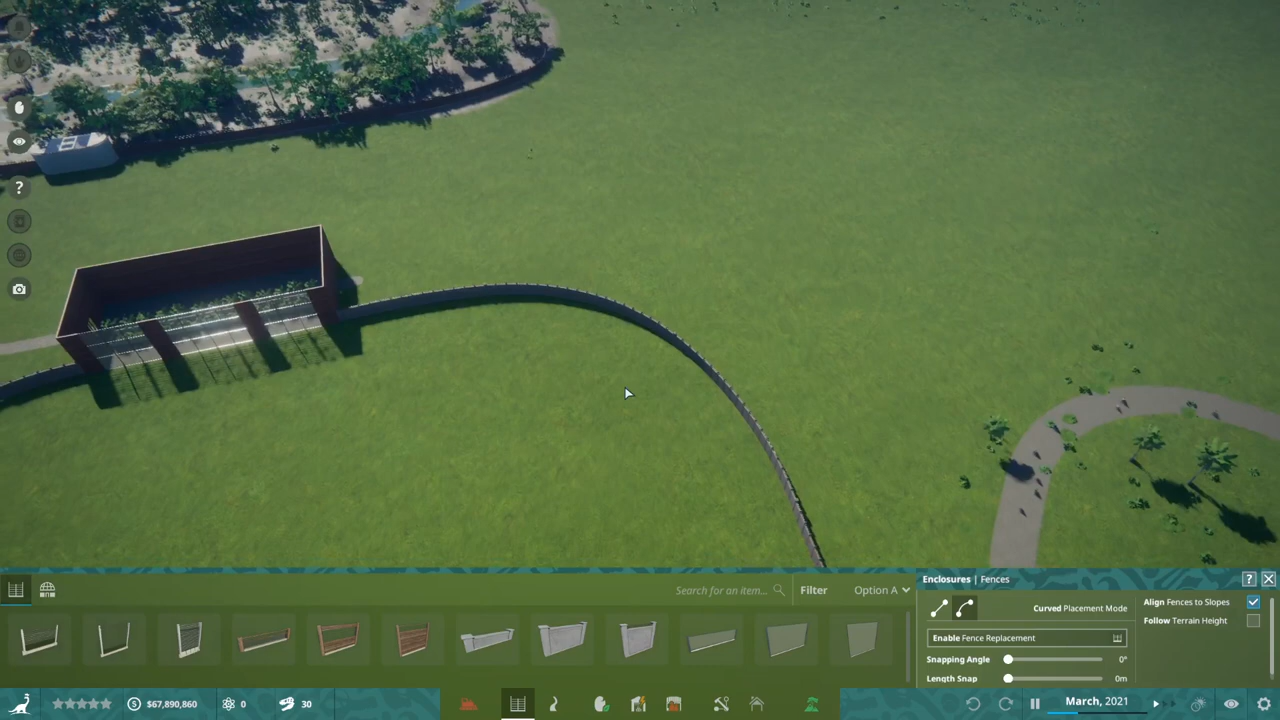 ?
Enclosures | Fences
?
Search for an item...
Filter
Option A
Curved Placement Mode
Align Fences to Slopes
Follow Terrain Height
Enable Fence Replacement
Snapping Angle
0°
Length Snap
0m
$67,890,860
0
30
March, 2021